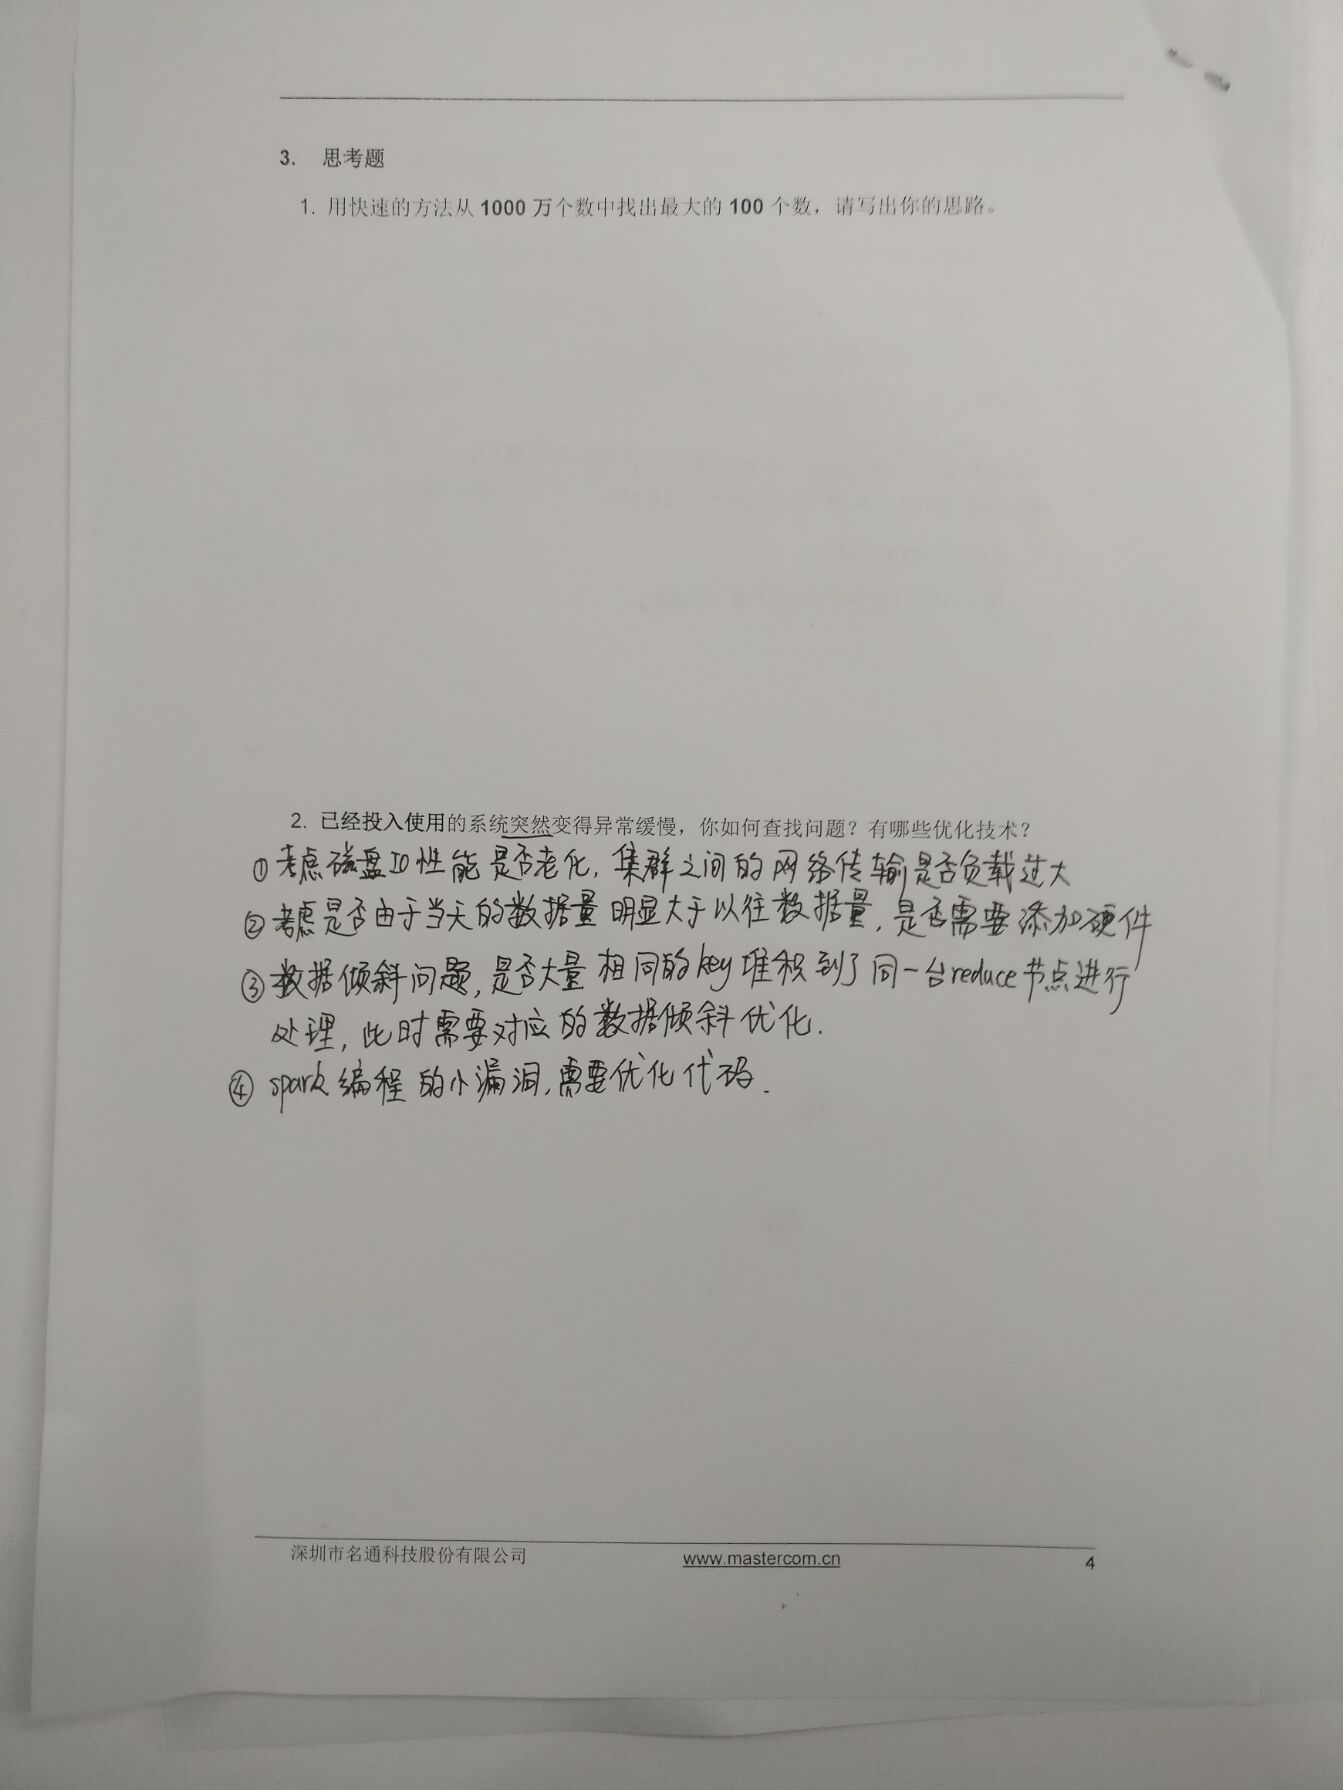 3. 思考题
1. 用快速的方法从 1000 万个数中找出最大的 100 个数，请写出你的思路。
2. 已经投入使用的系统突然变得异常缓慢，你如何查找问题？有哪些优化技术？
① 考虑磁盘IO性能是否老化，集群之间的网络传输是否负载过大
② 考虑是否由于当天的数据量明显大于以往数据量，是否需要添加硬件
③ 数据倾斜问题，是否大量相同的key堆积到了同一台reduce节点进行
处理，此时需要对应的数据倾斜优化.
④ spark编程的小漏洞，需要优化代码.
深圳市名通科技股份有限公司 www.mastercom.cn 4